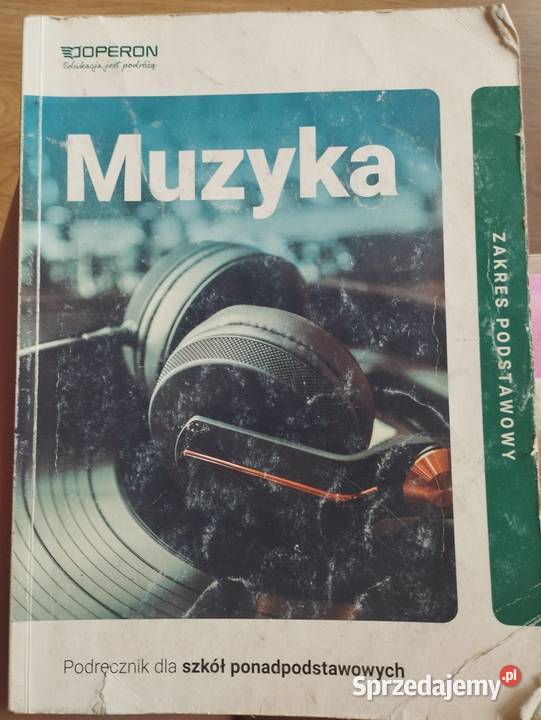 OPERON
Edukacja jest podróżą
Muzyka
ZAKRES PODSTAWOWY
Podręcznik dla szkół ponadpodstawowych
Sprzedajemy.pl